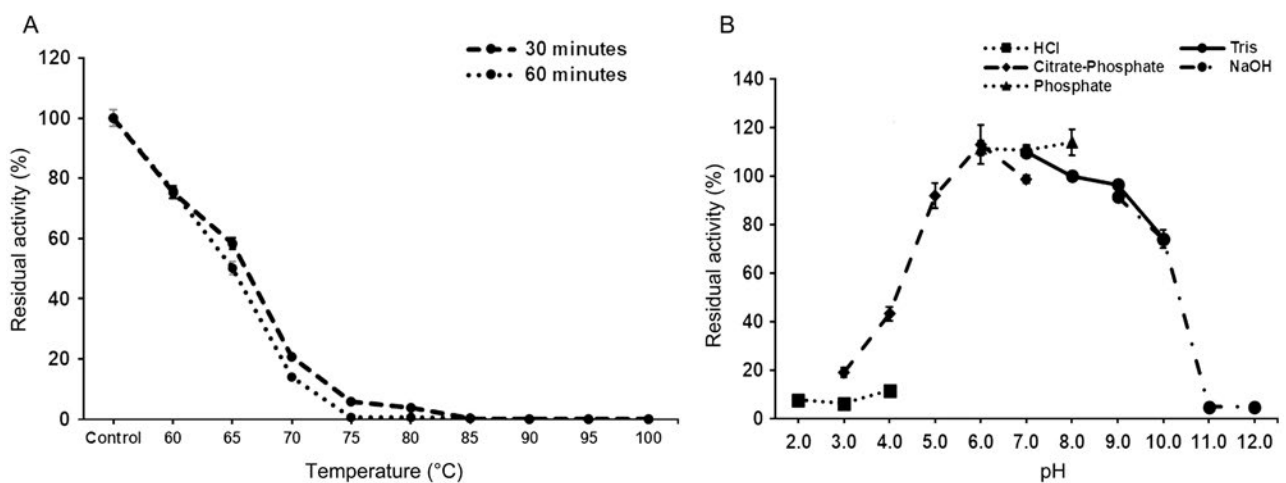 A
120
100
80
60
40
20
0
Residual activity (%)
30 minutes
60 minutes
Control 60 65 70 75 80 85 90 95 100
Temperature (°C)
B
HCl
Citrate-Phosphate
Phosphate
Tris
NaOH
140
120
100
80
60
40
20
0
Residual activity (%)
2.0 3.0 4.0 5.0 6.0 7.0 8.0 9.0 10.0 11.0 12.0
pH